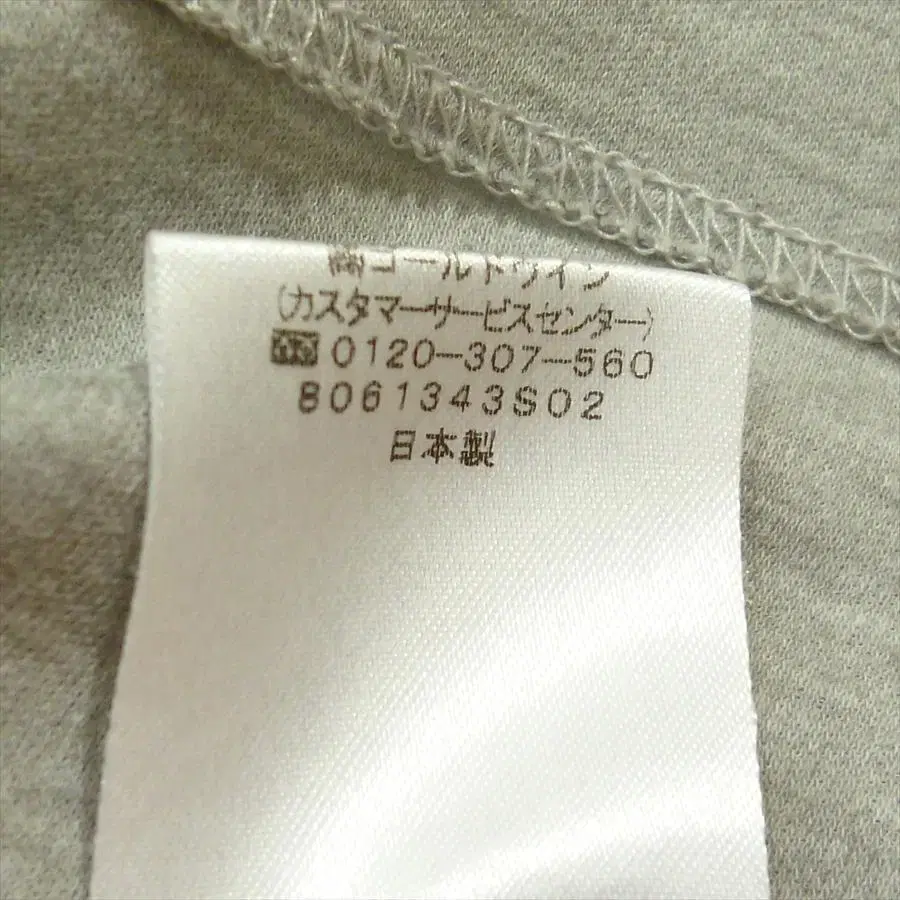 ㈱ゴールドウイン
(カスタマーサービスセンター)
0120-307-560
8061343S02
日本製